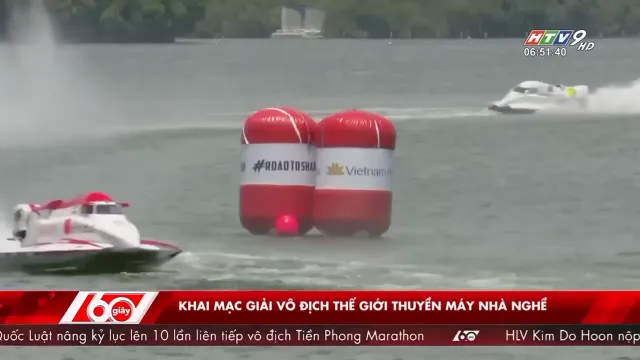 HTV9 HD
06:51:40
#ROADTOSHA
Vietnam
60 giây
KHAI MẠC GIẢI VÔ ĐỊCH THẾ GIỚI THUYỀN MÁY NHÀ NGHỀ
Quốc Luật nâng kỷ lục lên 10 lần liên tiếp vô địch Tiền Phong Marathon 60 HLV Kim Do Hoon nộp